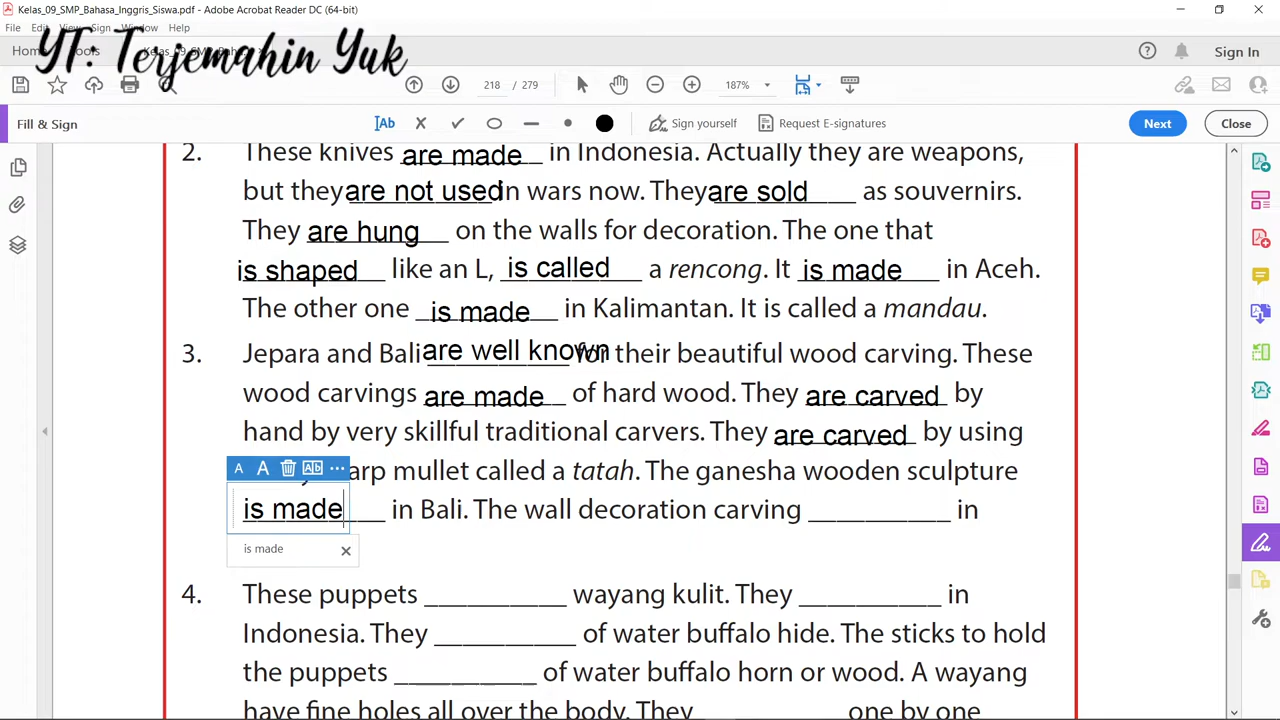 Kelas_09_SMP_Bahasa_Inggris_Siswa.pdf - Adobe Acrobat Reader DC (64-bit)
File Edit View Sign Window Help
YT: Terjemahin Yuk
Sign In
218 / 279
187%
Fill & Sign
Sign yourself
Request E-signatures
Next
Close
2. These knives are made in Indonesia. Actually they are weapons,
but they are not used in wars now. They are sold as souvernirs.
They are hung on the walls for decoration. The one that
is shaped like an L, is called a rencong. It is made in Aceh.
The other one is made in Kalimantan. It is called a mandau.
3. Jepara and Bali are well known for their beautiful wood carving. These
wood carvings are made of hard wood. They are carved by
hand by very skillful traditional carvers. They are carved by using
arp mullet called a tatah. The ganesha wooden sculpture
is made in Bali. The wall decoration carving __________ in
is made
4. These puppets __________ wayang kulit. They __________ in
Indonesia. They __________ of water buffalo hide. The sticks to hold
the puppets __________ of water buffalo horn or wood. A wayang
have fine holes all over the body. They __________ one by one